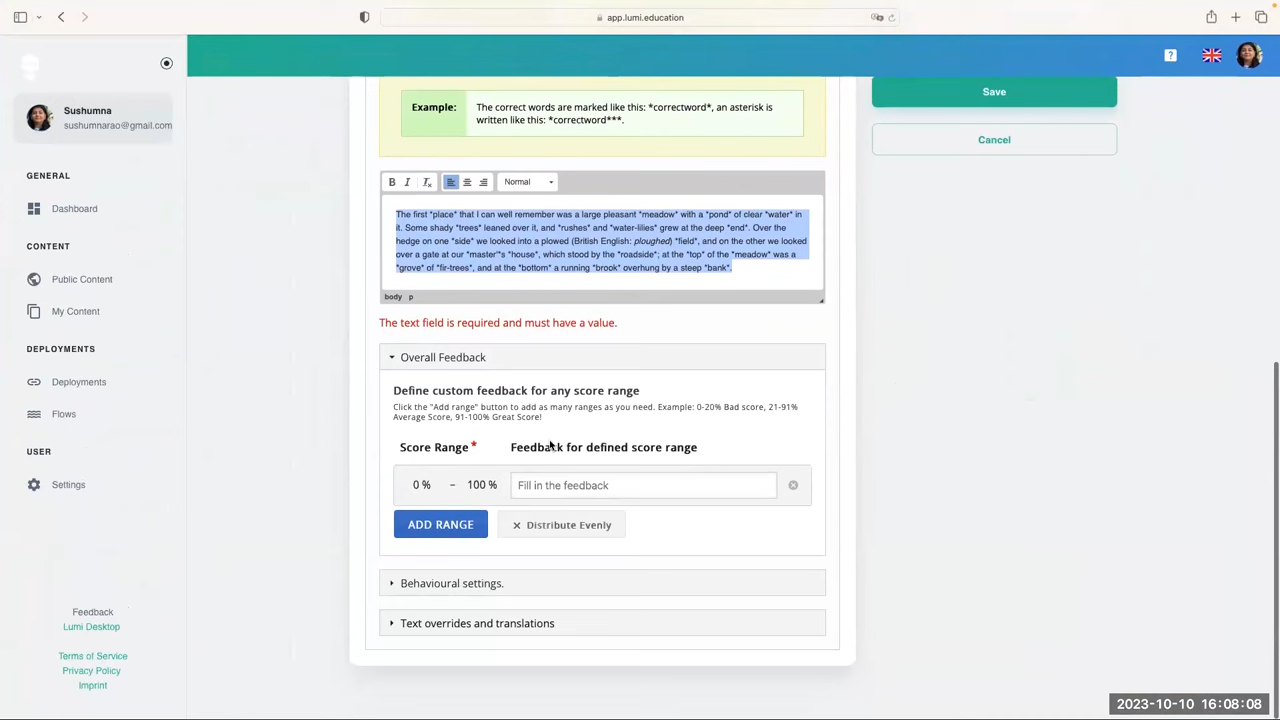 app.lumi.education
Sushumna
sushumnarao@gmail.com
GENERAL
Dashboard
CONTENT
Public Content
My Content
DEPLOYMENTS
Deployments
Flows
USER
Settings
Feedback
Lumi Desktop
Terms of Service
Privacy Policy
Imprint
?
Save
Cancel
Example: The correct words are marked like this: *correctword*, an asterisk is
written like this: *correctword***.
B I Tx Normal
The first *place* that I can well remember was a large pleasant *meadow* with a *pond* of clear *water* in
it. Some shady *trees* leaned over it, and *rushes* and *water-lilies* grew at the deep *end*. Over the
hedge on one *side* we looked into a plowed (British English: ploughed) *field*, and on the other we looked
over a gate at our *master*'s *house*, which stood by the *roadside*; at the *top* of the *meadow* was a
*grove* of *fir-trees*, and at the *bottom* a running *brook* overhung by a steep *bank*.
body p
The text field is required and must have a value.
Overall Feedback
Define custom feedback for any score range
Click the "Add range" button to add as many ranges as you need. Example: 0-20% Bad score, 21-91%
Average Score, 91-100% Great Score!
Score Range * Feedback for defined score range
0 % – 100 % Fill in the feedback
ADD RANGE × Distribute Evenly
Behavioural settings.
Text overrides and translations
2023-10-10 16:08:08